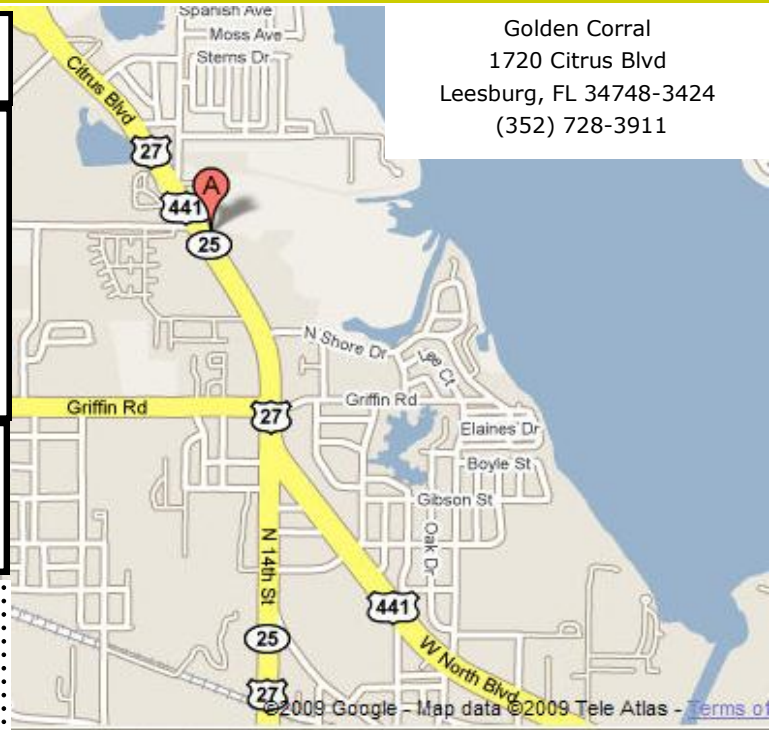 Spanish Ave
Moss Ave
Sterns Dr
Golden Corral
1720 Citrus Blvd
Leesburg, FL 34748-3424
(352) 728-3911
Citrus Blvd
27
A
441
25
N Shore Dr
Lee Ct
Griffin Rd
Griffin Rd
27
Elaines Dr
Boyle St
Gibson St
Oak Dr
N 14th St
441
25
W North Blvd
27
©2009 Google - Map data ©2009 Tele Atlas - Terms of